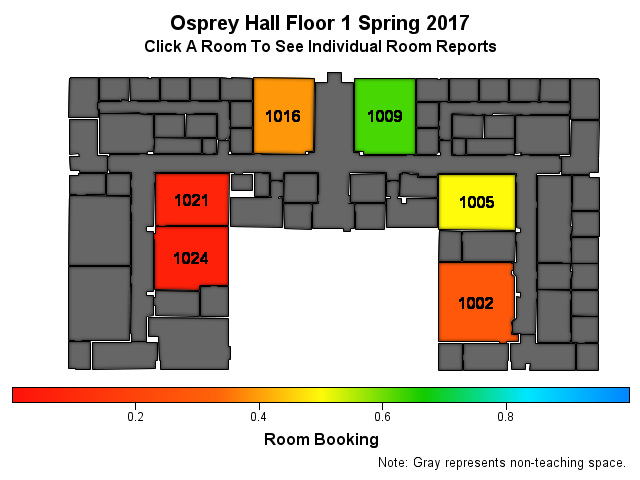 Osprey Hall Floor 1 Spring 2017
Click A Room To See Individual Room Reports
1016
1009
1021
1005
1024
1002
0.2 0.4 0.6 0.8
Room Booking
Note: Gray represents non-teaching space.